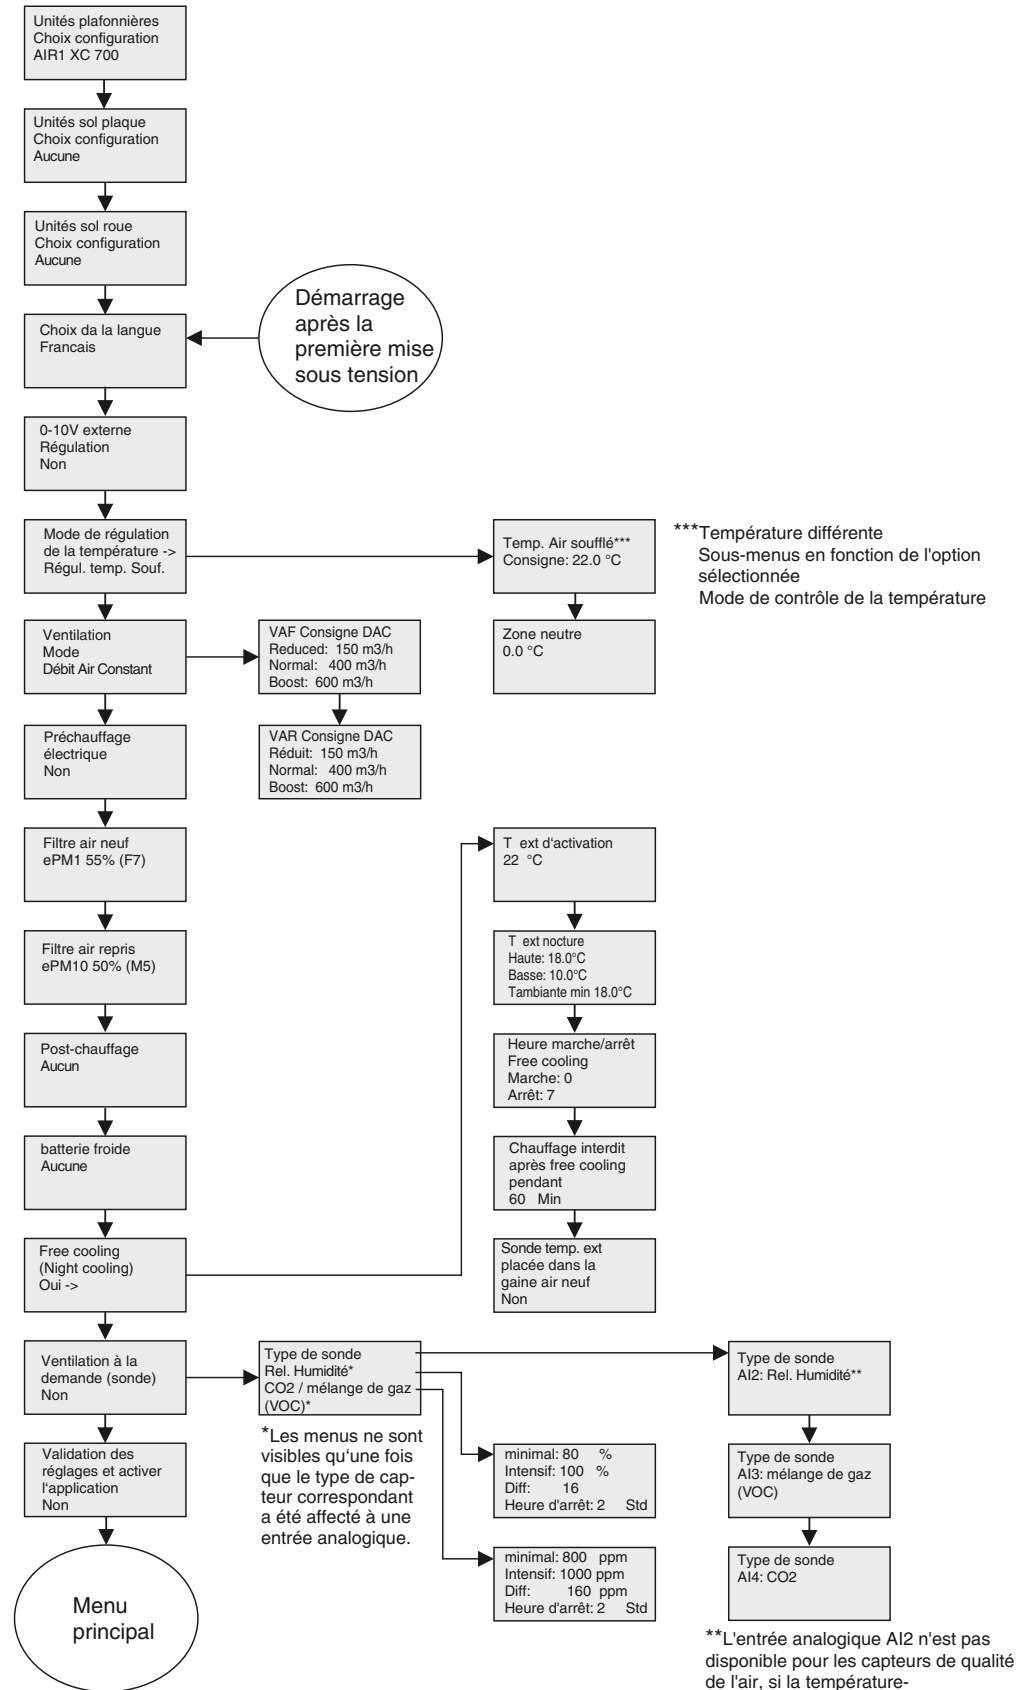 Unités plafonnières
Choix configuration
AIR1 XC 700
Unités sol plaque
Choix configuration
Aucune
Unités sol roue
Choix configuration
Aucune
Choix da la langue
Francais
Démarrage
après la
première mise
sous tension
0-10V externe
Régulation
Non
Mode de régulation
de la température ->
Régul. temp. Souf.
Temp. Air soufflé***
Consigne: 22.0 °C
***Température différente
Sous-menus en fonction de l'option
sélectionnée
Mode de contrôle de la température
Zone neutre
0.0 °C
Ventilation
Mode
Débit Air Constant
VAF Consigne DAC
Reduced: 150 m3/h
Normal: 400 m3/h
Boost: 600 m3/h
VAR Consigne DAC
Réduit: 150 m3/h
Normal: 400 m3/h
Boost: 600 m3/h
Préchauffage
électrique
Non
Filtre air neuf
ePM1 55% (F7)
Filtre air repris
ePM10 50% (M5)
Post-chauffage
Aucun
batterie froide
Aucune
Free cooling
(Night cooling)
Oui ->
T ext d'activation
22 °C
T ext nocture
Haute: 18.0°C
Basse: 10.0°C
Tambiante min 18.0°C
Heure marche/arrêt
Free cooling
Marche: 0
Arrêt: 7
Chauffage interdit
après free cooling
pendant
60 Min
Sonde temp. ext
placée dans la
gaine air neuf
Non
Ventilation à la
demande (sonde)
Non
Type de sonde
Rel. Humidité*
CO2 / mélange de gaz
(VOC)*
*Les menus ne sont
visibles qu'une fois
que le type de cap-
teur correspondant
a été affecté à une
entrée analogique.
minimal: 80 %
Intensif: 100 %
Diff: 16
Heure d'arrêt: 2 Std
minimal: 800 ppm
Intensif: 1000 ppm
Diff: 160 ppm
Heure d'arrêt: 2 Std
Type de sonde
AI2: Rel. Humidité**
Type de sonde
AI3: mélange de gaz
(VOC)
Type de sonde
AI4: CO2
**L'entrée analogique AI2 n'est pas
disponible pour les capteurs de qualité
de l'air, si la température-
Validation des
réglages et activer
l'application
Non
Menu
principal